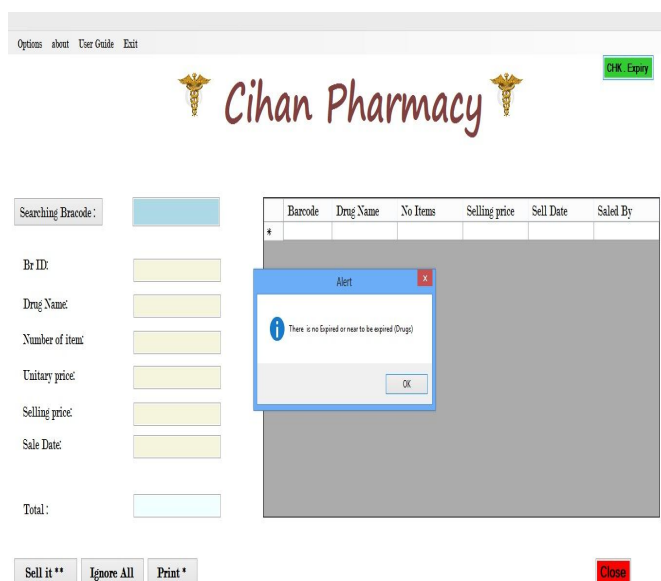 Options about User Guide Exit
CHK . Expiry
Cihan Pharmacy
Searching Bracode :
Barcode Drug Name No Items Selling price Sell Date Saled By
*
Br ID:
Alert x
Drug Name:
There is no Expired or near to be expired (Drugs)
Number of item:
Unitary price:
OK
Selling price:
Sale Date:
Total :
Sell it ** Ignore All Print *
Close